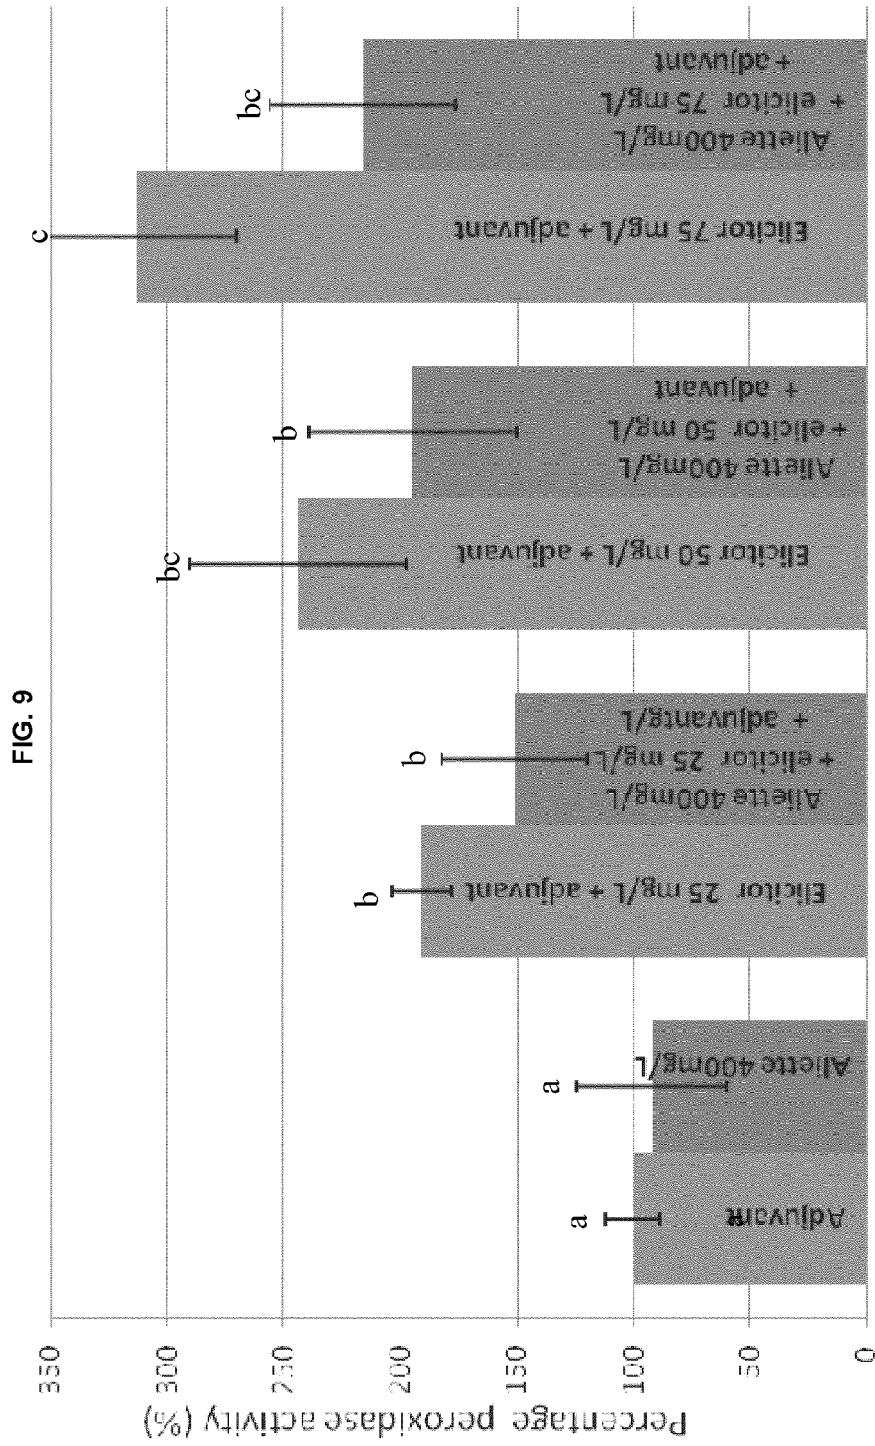 FIG. 9
Percentage peroxidase activity (%)
350
300
250
200
150
100
50
0
a
Adjuvant
a
a
Aliette 400mg/L
b
Elicitor 25 mg/L + adjuvant
b
Aliette 400mg/L
+ elicitor 25 mg/L
+ adjuvantg/L
bc
Elicitor 50 mg/L + adjuvant
b
Aliette 400mg/L
+elicitor 50 mg/L
+ adjuvant
c
Elicitor 75 mg/L + adjuvant
bc
Aliette 400mg/L
+ elicitor 75 mg/L
+ adjuvant